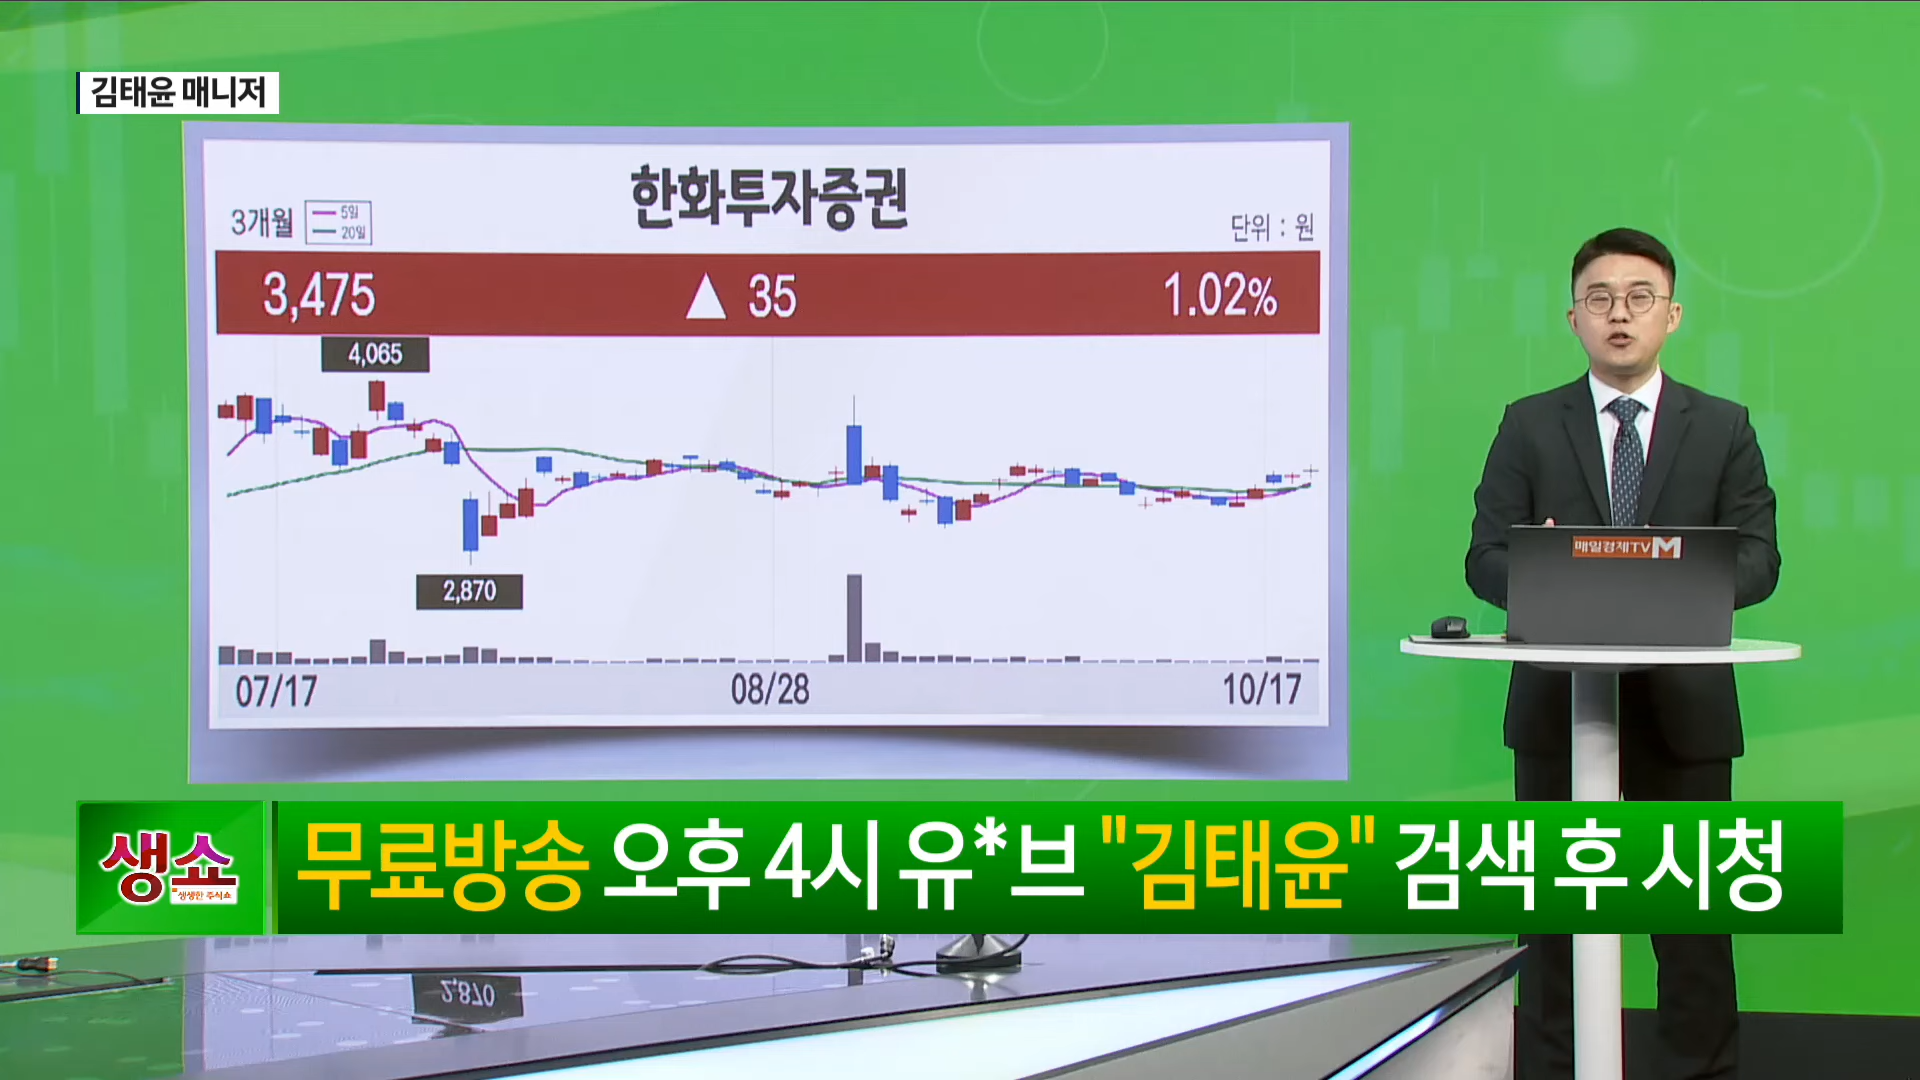 김태윤 매니저
한화투자증권
3개월
5일
20일
단위 : 원
3,475 ▲ 35 1.02%
4,065
2,870
07/17 08/28 10/17
매일경제TV M
생쇼
생생한 주식쇼
무료방송 오후 4시 유*브 "김태윤" 검색 후 시청
2,870